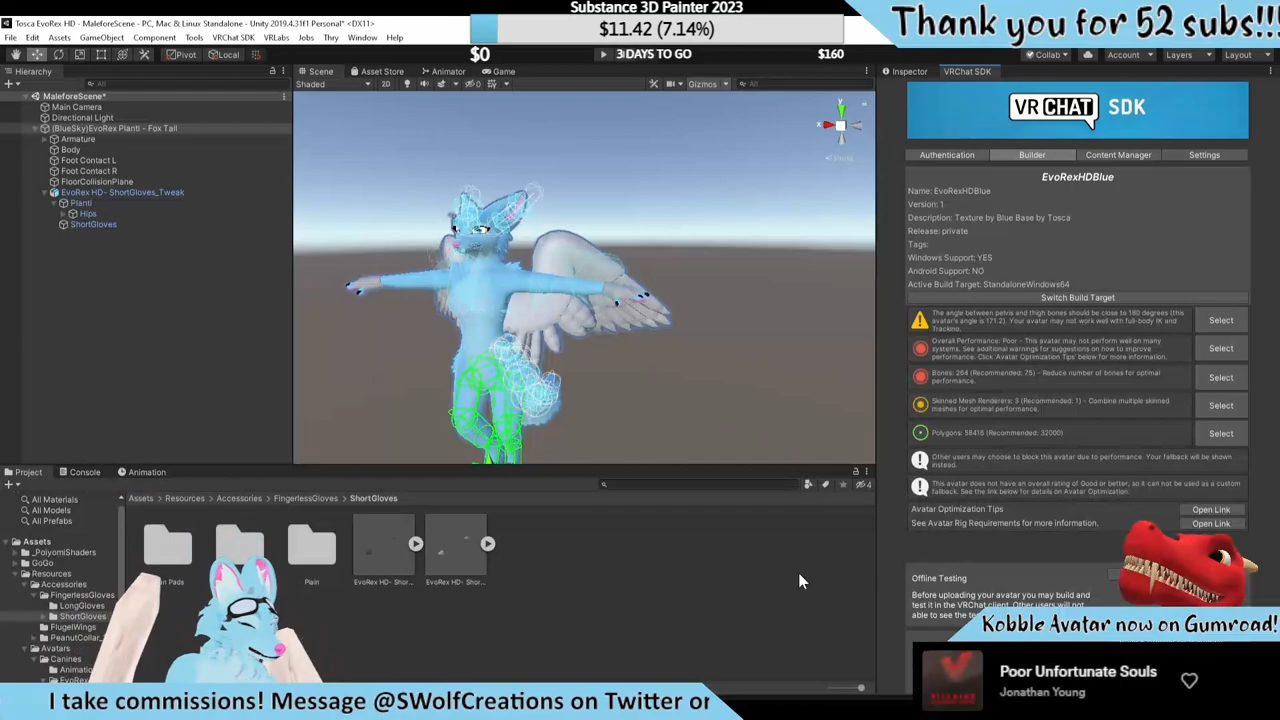 Substance 3D Painter 2023
$11.42 (7.14%)
$0
3 DAYS TO GO
$160
Thank you for 52 subs!!!
Tosca EvoRex HD - MaleforeScene - PC, Mac & Linux Standalone - Unity 2019.4.31f1 Personal* <DX11>
File Edit Assets GameObject Component Tools VRChat SDK VRLabs Jobs Thry Window Help
Pivot Local
Collab Account Layers Layout
Hierarchy
All
MaleforeScene*
Main Camera
Directional Light
(BlueSky)EvoRex Planti - Fox Tail
Armature
Body
Foot Contact L
Foot Contact R
FloorCollisionPlane
EvoRex HD- ShortGloves_Tweak
Planti
Hips
ShortGloves
Scene Asset Store Animator Game
Shaded 2D 0 Gizmos All
y
x
Inspector VRChat SDK
VRCHAT SDK
Authentication Builder Content Manager Settings
EvoRexHDBlue
Name: EvoRexHDBlue
Version: 1
Description: Texture by Blue Base by Tosca
Release: private
Tags:
Windows Support: YES
Android Support: NO
Active Build Target: StandaloneWindows64
Switch Build Target
The angle between pelvis and thigh bones should be close to 180 degrees (this avatar's angle is 171.2). Your avatar may not work well with full-body IK and Tracking.
Select
Overall Performance: Poor - This avatar may not perform well on many systems. See additional warnings for suggestions on how to improve performance. Click 'Avatar Optimization Tips' below for more information.
Select
Bones: 264 (Recommended: 75) - Reduce number of bones for optimal performance.
Select
Skinned Mesh Renderers: 3 (Recommended: 1) - Combine multiple skinned meshes for optimal performance.
Select
Polygons: 58416 (Recommended: 32000)
Select
Other users may choose to block this avatar due to performance. Your fallback will be shown instead.
This avatar does not have an overall rating of Good or better, so it can not be used as a custom fallback. See the link below for details on Avatar Optimization.
Avatar Optimization Tips Open Link
See Avatar Rig Requirements for more information. Open Link
Offline Testing
Before uploading your avatar you may build and test it in the VRChat client. Other users will not able to see the
Project Console Animation
4
All Materials
All Models
All Prefabs
Assets
_PoiyomiShaders
GoGo
Resources
Accessories
FingerlessGloves
LongGloves
ShortGloves
FlugelWings
PeanutCollar_
Avatars
Canines
Assets > Resources > Accessories > FingerlessGloves > ShortGloves
Pads
Plain
EvoRex HD- Shor...
EvoRex HD- Shor...
Kobble Avatar now on Gumroad!
Poor Unfortunate Souls
Jonathan Young
I take commissions! Message @SWolfCreations on Twitter or